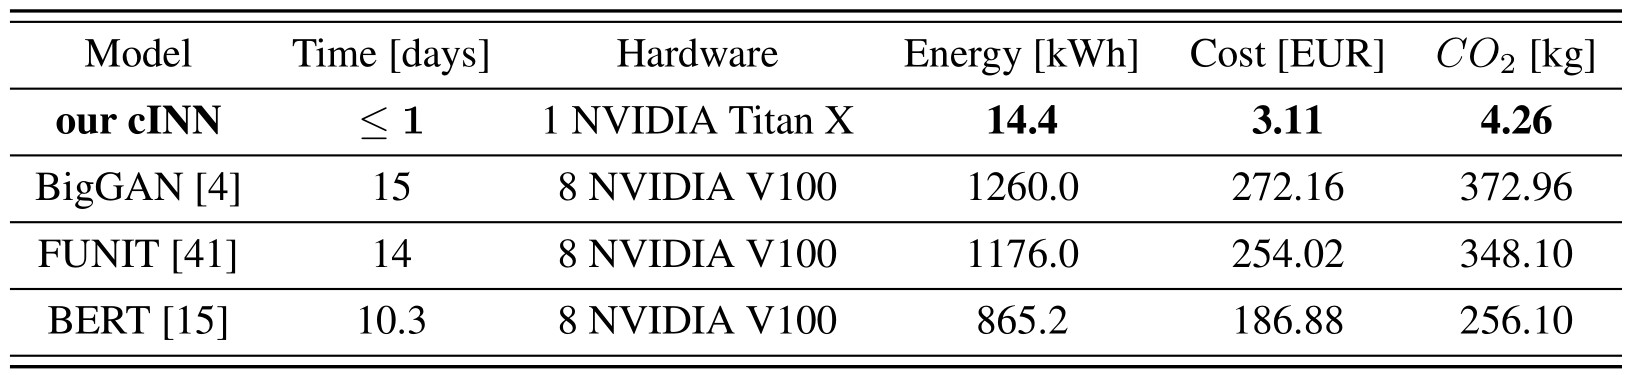 Model Time [days] Hardware Energy [kWh] Cost [EUR] CO₂ [kg]
our cINN ≤ 1 1 NVIDIA Titan X 14.4 3.11 4.26
BigGAN [4] 15 8 NVIDIA V100 1260.0 272.16 372.96
FUNIT [41] 14 8 NVIDIA V100 1176.0 254.02 348.10
BERT [15] 10.3 8 NVIDIA V100 865.2 186.88 256.10